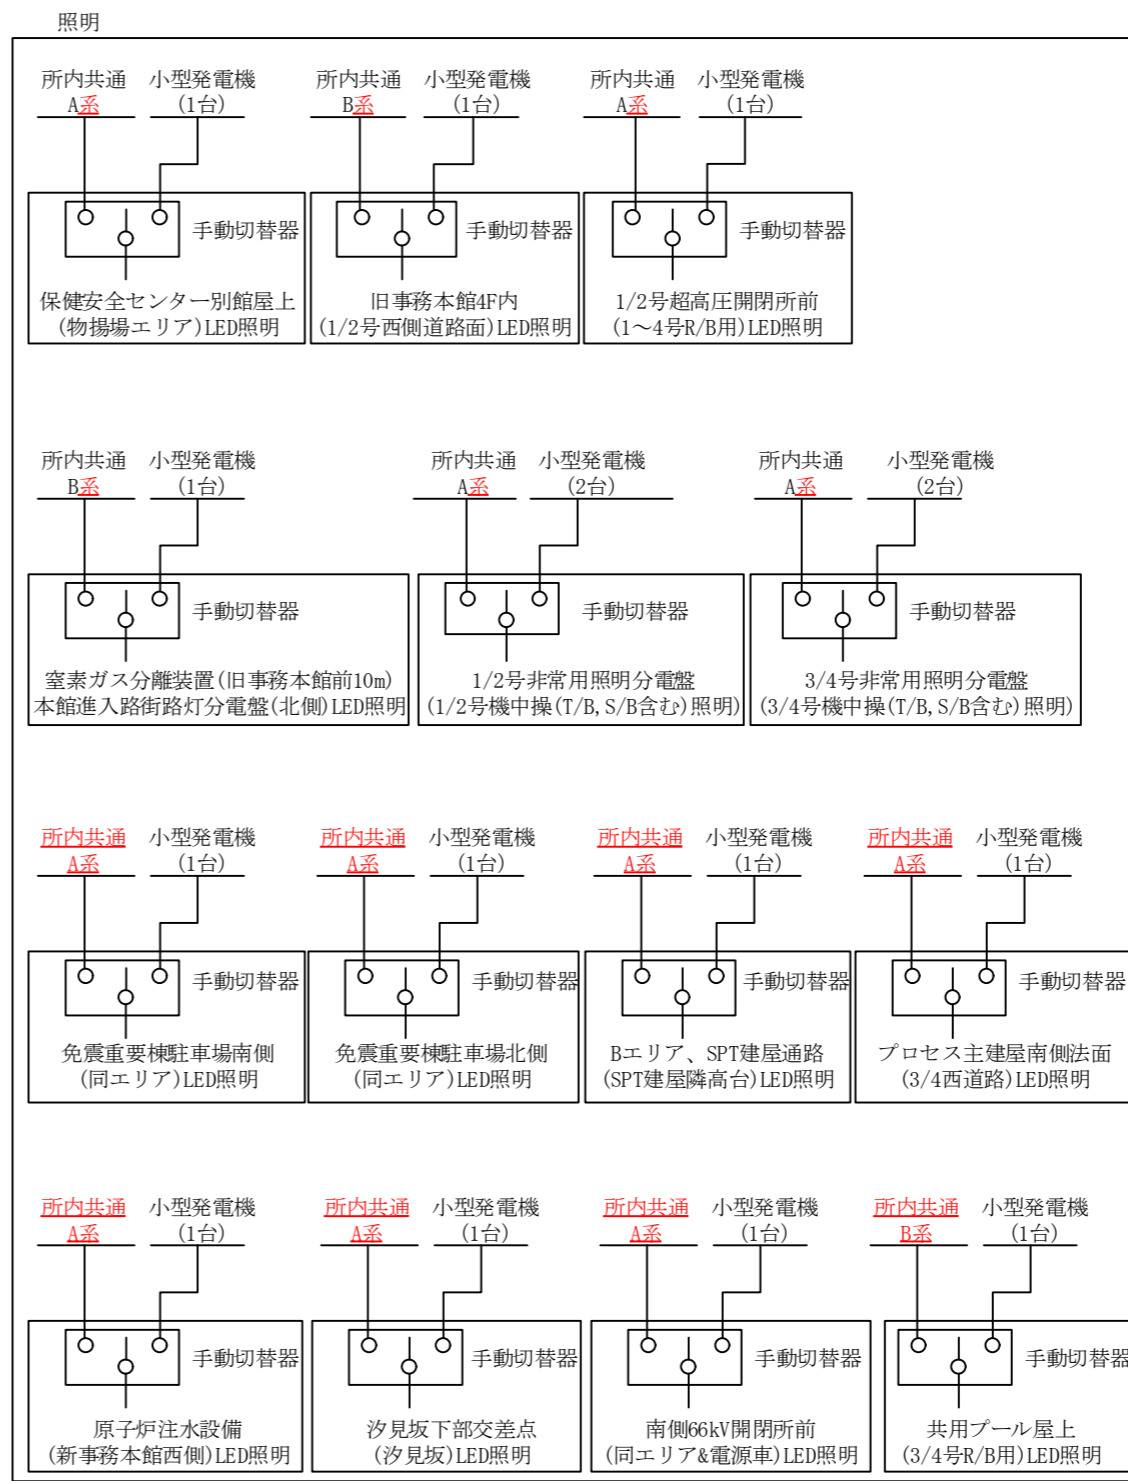 照明
所内共通
A系
小型発電機
(1台)
手動切替器
保健安全センター別館屋上
(物揚場エリア)LED照明
所内共通
B系
小型発電機
(1台)
手動切替器
旧事務本館4F内
(1/2号西側道路面)LED照明
所内共通
A系
小型発電機
(1台)
手動切替器
1/2号超高圧開閉所前
(1～4号R/B用)LED照明
所内共通
B系
小型発電機
(1台)
手動切替器
窒素ガス分離装置(旧事務本館前10m)
本館進入路街路灯分電盤(北側)LED照明
所内共通
A系
小型発電機
(2台)
手動切替器
1/2号非常用照明分電盤
(1/2号機中操(T/B,S/B含む)照明)
所内共通
A系
小型発電機
(2台)
手動切替器
3/4号非常用照明分電盤
(3/4号機中操(T/B,S/B含む)照明)
所内共通
A系
小型発電機
(1台)
手動切替器
免震重要棟駐車場南側
(同エリア)LED照明
所内共通
A系
小型発電機
(1台)
手動切替器
免震重要棟駐車場北側
(同エリア)LED照明
所内共通
A系
小型発電機
(1台)
手動切替器
Bエリア、SPT建屋通路
(SPT建屋隣高台)LED照明
所内共通
A系
小型発電機
(1台)
手動切替器
プロセス主建屋南側法面
(3/4西道路)LED照明
所内共通
A系
小型発電機
(1台)
手動切替器
原子炉注水設備
(新事務本館西側)LED照明
所内共通
A系
小型発電機
(1台)
手動切替器
汐見坂下部交差点
(汐見坂)LED照明
所内共通
A系
小型発電機
(1台)
手動切替器
南側66kV開閉所前
(同エリア&電源車)LED照明
所内共通
B系
小型発電機
(1台)
手動切替器
共用プール屋上
(3/4号R/B用)LED照明